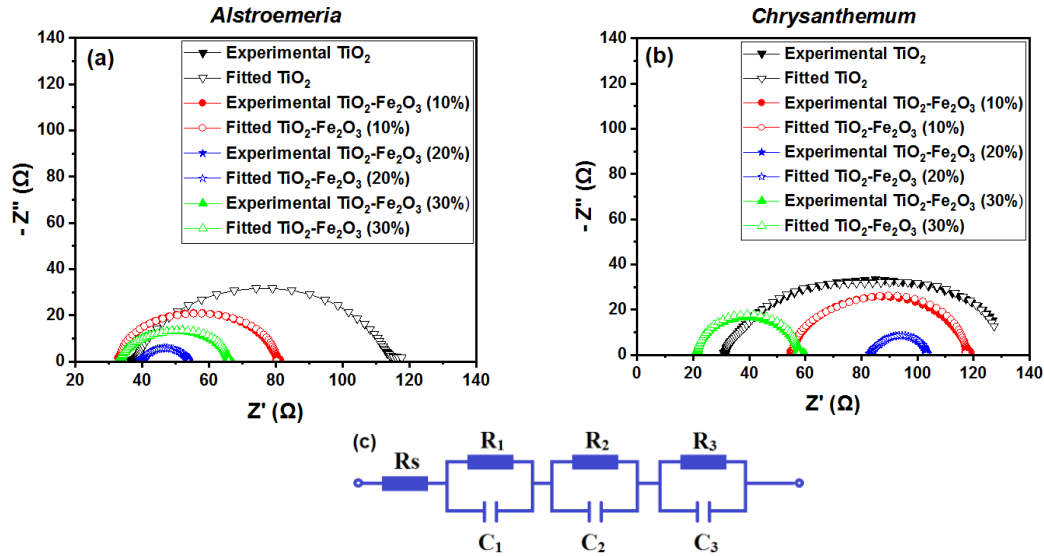 Alstroemeria
140
120
100
80
60
40
20
0
- Z'' (Ω)
(a)
Experimental TiO₂
Fitted TiO₂
Experimental TiO₂-Fe₂O₃ (10%)
Fitted TiO₂-Fe₂O₃ (10%)
Experimental TiO₂-Fe₂O₃ (20%)
Fitted TiO₂-Fe₂O₃ (20%)
Experimental TiO₂-Fe₂O₃ (30%)
Fitted TiO₂-Fe₂O₃ (30%)
20 40 60 80 100 120 140
Z' (Ω)
Chrysanthemum
140
120
100
80
60
40
20
0
- Z'' (Ω)
(b)
Experimental TiO₂
Fitted TiO₂
Experimental TiO₂-Fe₂O₃ (10%)
Fitted TiO₂-Fe₂O₃ (10%)
Experimental TiO₂-Fe₂O₃ (20%)
Fitted TiO₂-Fe₂O₃ (20%)
Experimental TiO₂-Fe₂O₃ (30%)
Fitted TiO₂-Fe₂O₃ (30%)
0 20 40 60 80 100 120 140
Z' (Ω)
(c)
Rs R₁ R₂ R₃
C₁ C₂ C₃